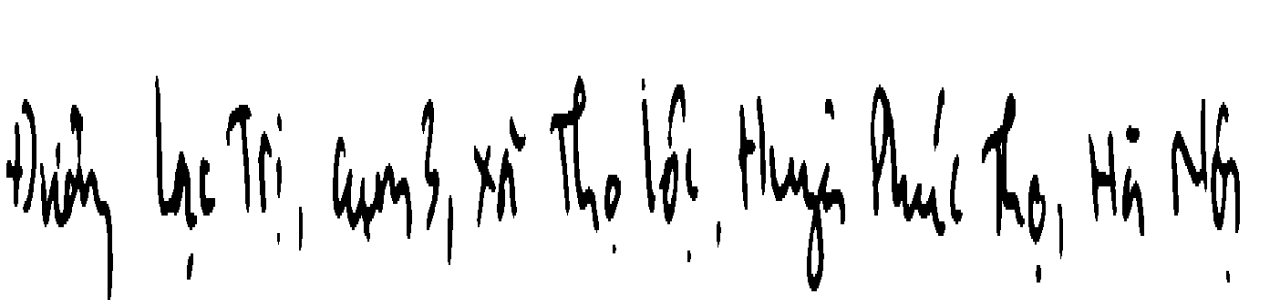 Đường Lạc Trị, Cụm 3, Xã Thọ Lộc, Huyện Phúc Thọ, Hà Nội